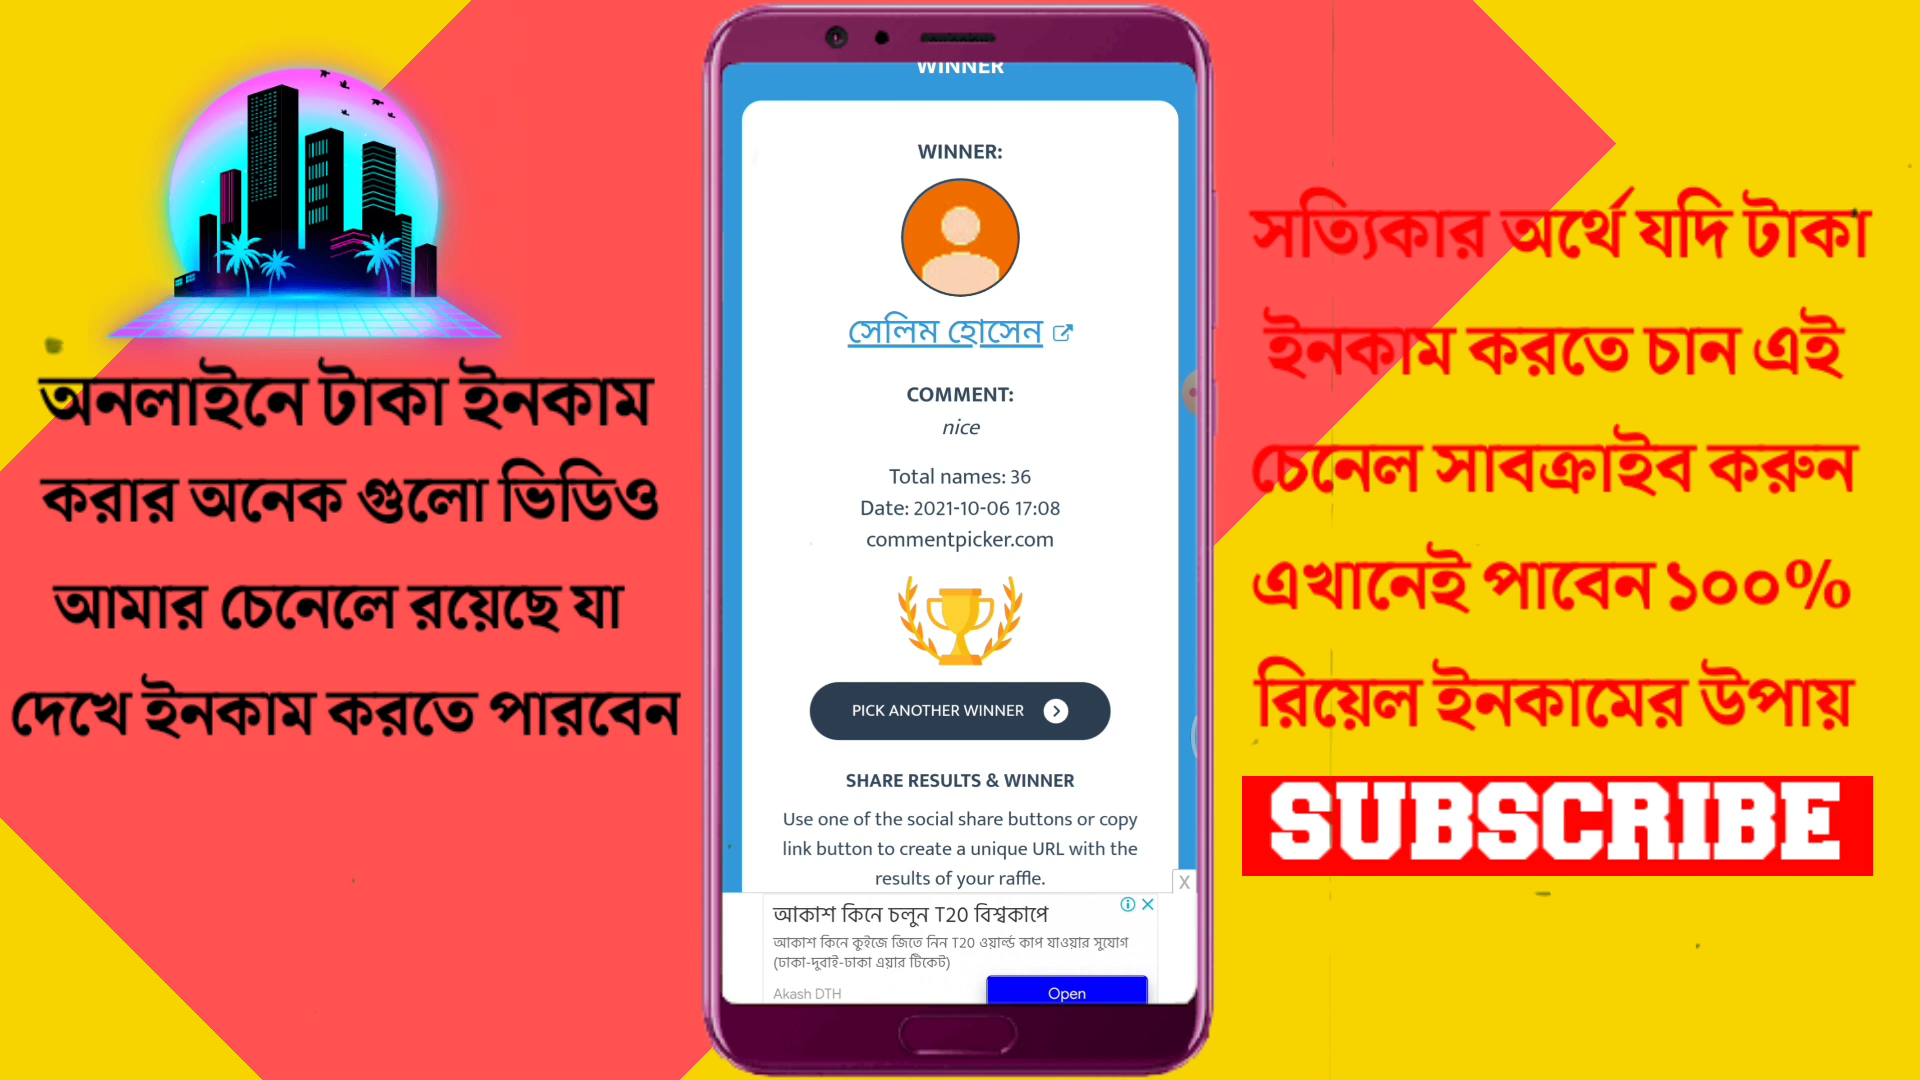 অনলাইনে টাকা ইনকাম
করার অনেক গুলো ভিডিও
আমার চেনেলে রয়েছে যা
দেখে ইনকাম করতে পারবেন
WINNER
WINNER:
সেলিম হোসেন
COMMENT:
nice
Total names: 36
Date: 2021-10-06 17:08
commentpicker.com
PICK ANOTHER WINNER
SHARE RESULTS & WINNER
Use one of the social share buttons or copy
link button to create a unique URL with the
results of your raffle.
X
আকাশ কিনে চলুন T20 বিশ্বকাপে
আকাশ কিনে কুইজে জিতে নিন T20 ওয়ার্ল্ড কাপ যাওয়ার সুযোগ
(ঢাকা-দুবাই-ঢাকা এয়ার টিকেট)
Akash DTH
Open
সত্যিকার অর্থে যদি টাকা
ইনকাম করতে চান এই
চেনেল সাবক্রাইব করুন
এখানেই পাবেন ১০০%
রিয়েল ইনকামের উপায়
SUBSCRIBE